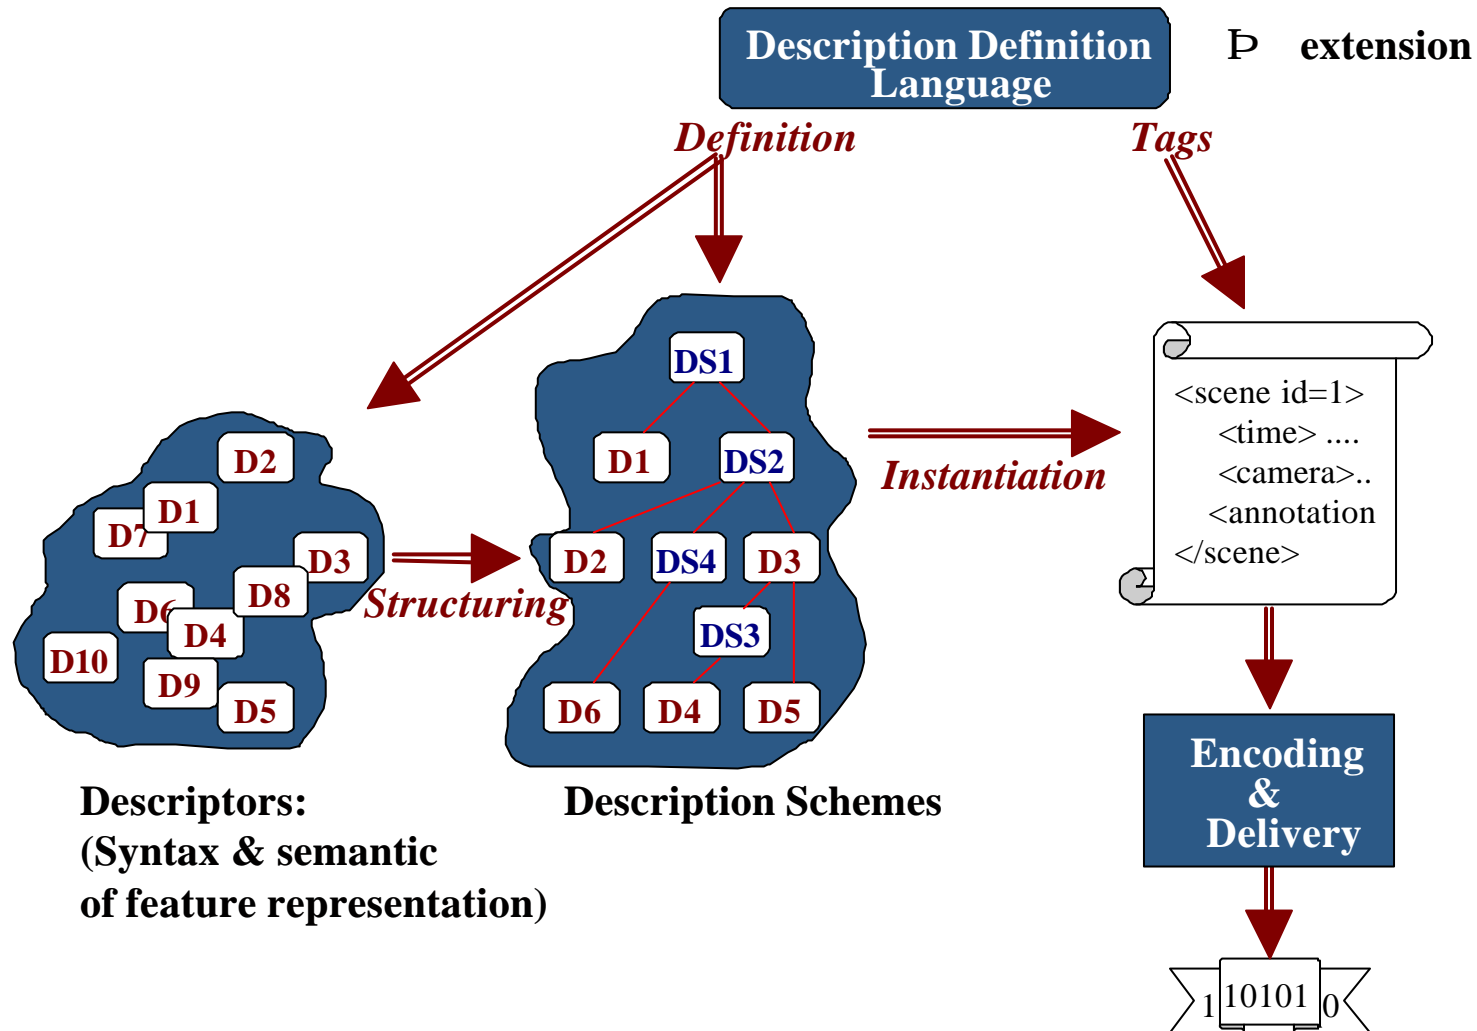 Description Definition
Language
Þ extension
Definition
Tags
DS1
D1
DS2
D2
DS4
D3
DS3
D6
D4
D5
D2
D1
D7
D3
D8
D6
D4
D10
D9
D5
Structuring
Instantiation
<scene id=1>
<time> ....
<camera>..
<annotation
</scene>
Descriptors:
(Syntax & semantic
of feature representation)
Description Schemes
Encoding
&
Delivery
1 10101 0